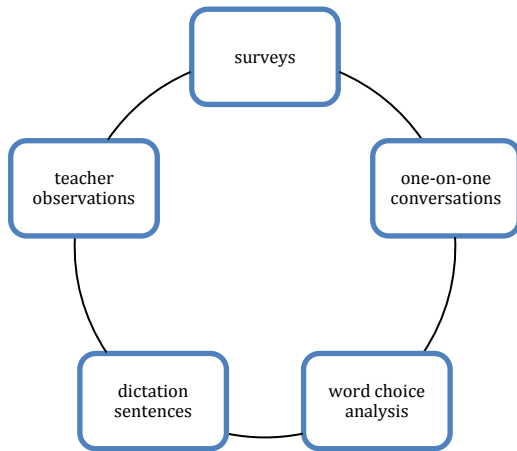 surveys
one-on-one
conversations
word choice
analysis
dictation
sentences
teacher
observations